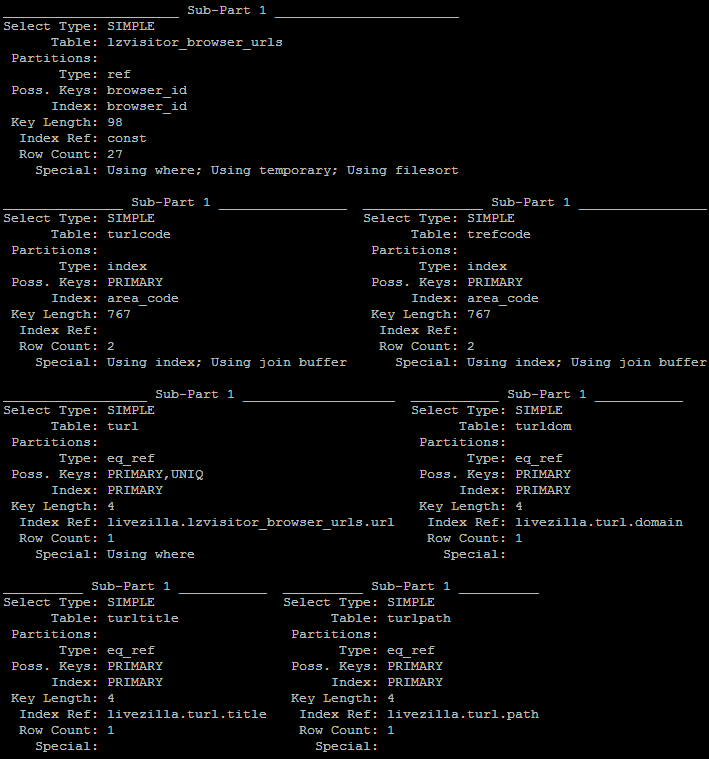 ______________________ Sub-Part 1 _______________________
Select Type: SIMPLE
Table: lzvisitor_browser_urls
Partitions:
Type: ref
Poss. Keys: browser_id
Index: browser_id
Key Length: 98
Index Ref: const
Row Count: 27
Special: Using where; Using temporary; Using filesort
_______________ Sub-Part 1 ________________ _______________ Sub-Part 1 ________________
Select Type: SIMPLE Select Type: SIMPLE
Table: turlcode Table: trefcode
Partitions: Partitions:
Type: index Type: index
Poss. Keys: PRIMARY Poss. Keys: PRIMARY
Index: area_code Index: area_code
Key Length: 767 Key Length: 767
Index Ref: Index Ref:
Row Count: 2 Row Count: 2
Special: Using index; Using join buffer Special: Using index; Using join buffer
__________________ Sub-Part 1 ___________________ ___________ Sub-Part 1 ___________
Select Type: SIMPLE Select Type: SIMPLE
Table: turl Table: turldom
Partitions: Partitions:
Type: eq_ref Type: eq_ref
Poss. Keys: PRIMARY,UNIQ Poss. Keys: PRIMARY
Index: PRIMARY Index: PRIMARY
Key Length: 4 Key Length: 4
Index Ref: livezilla.lzvisitor_browser_urls.url Index Ref: livezilla.turl.domain
Row Count: 1 Row Count: 1
Special: Using where Special:
__________ Sub-Part 1 ___________ __________ Sub-Part 1 __________
Select Type: SIMPLE Select Type: SIMPLE
Table: turltitle Table: turlpath
Partitions: Partitions:
Type: eq_ref Type: eq_ref
Poss. Keys: PRIMARY Poss. Keys: PRIMARY
Index: PRIMARY Index: PRIMARY
Key Length: 4 Key Length: 4
Index Ref: livezilla.turl.title Index Ref: livezilla.turl.path
Row Count: 1 Row Count: 1
Special: Special: